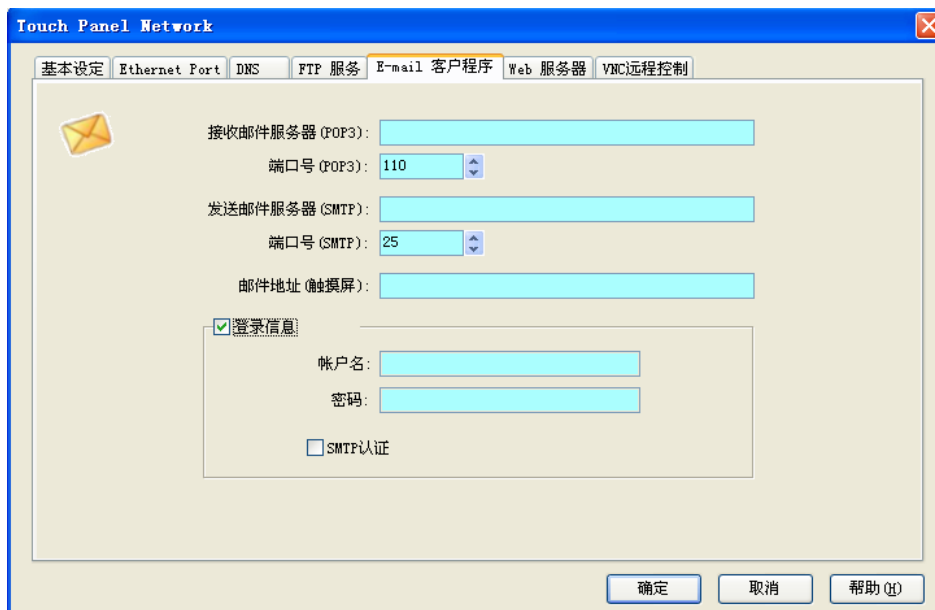 Touch Panel Network
基本设定 Ethernet Port DNS FTP 服务 E-mail 客户程序 Web 服务器 VNC远程控制
接收邮件服务器(POP3):
端口号(POP3): 110
发送邮件服务器(SMTP):
端口号(SMTP): 25
邮件地址(触摸屏):
登录信息
帐户名:
密码:
SMTP认证
确定 取消 帮助(H)